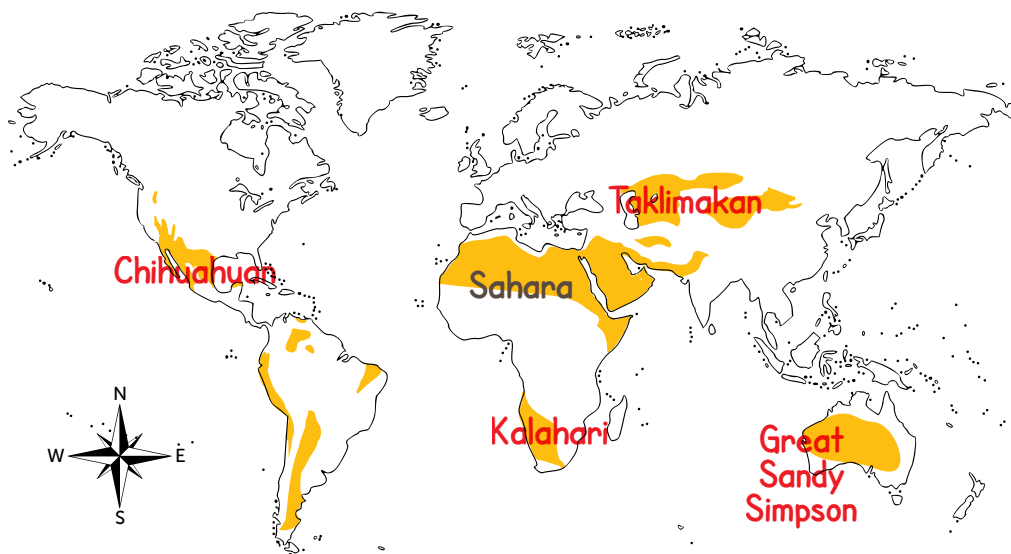 Taklimakan
Chihuahuan
Sahara
N
W E
S
Kalahari
Great
Sandy
Simpson